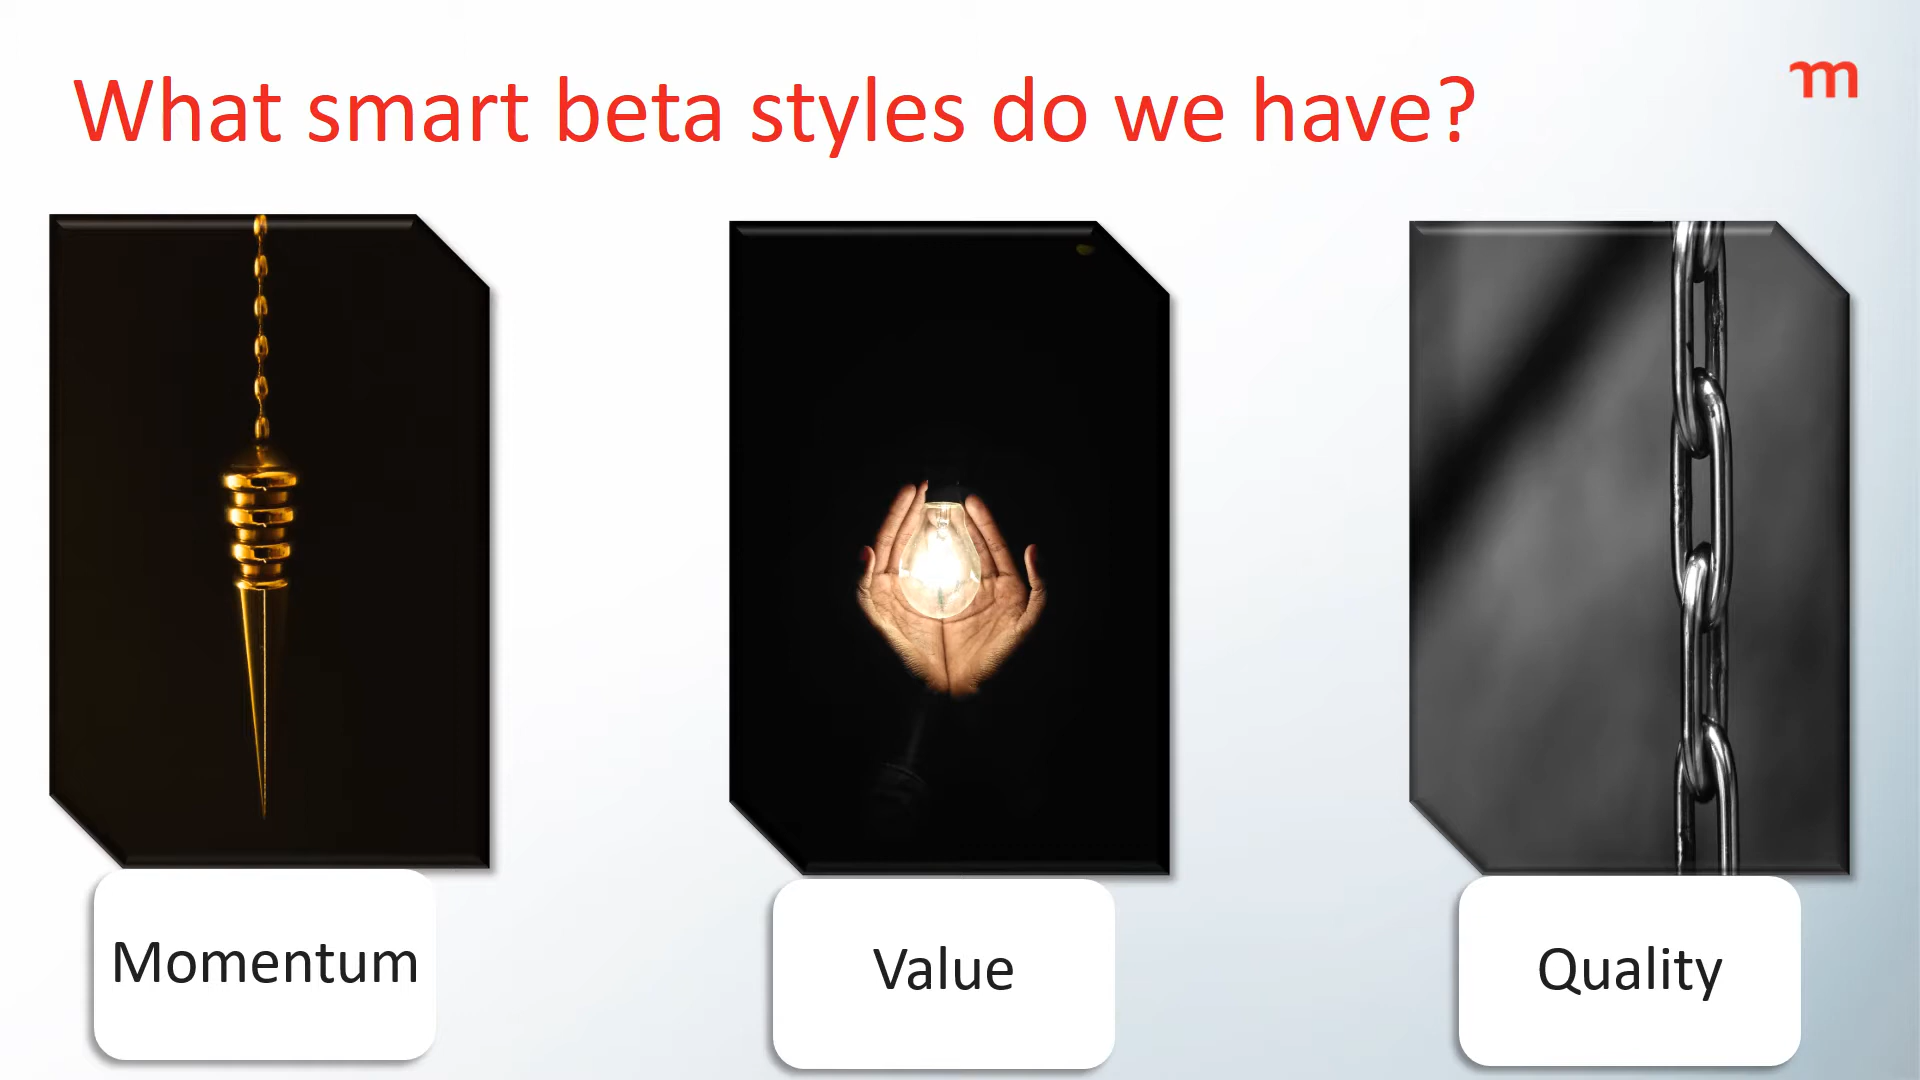 What smart beta styles do we have?
m
Momentum
Value
Quality